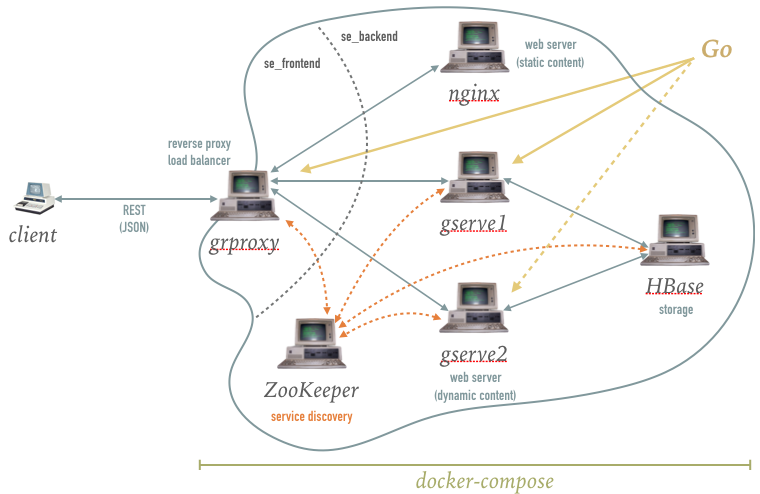 se_backend
se_frontend
web server
(static content)
Go
nginx
reverse proxy
load balancer
REST
(JSON)
client
grproxy
gserve1
HBase
storage
gserve2
web server
(dynamic content)
ZooKeeper
service discovery
docker-compose